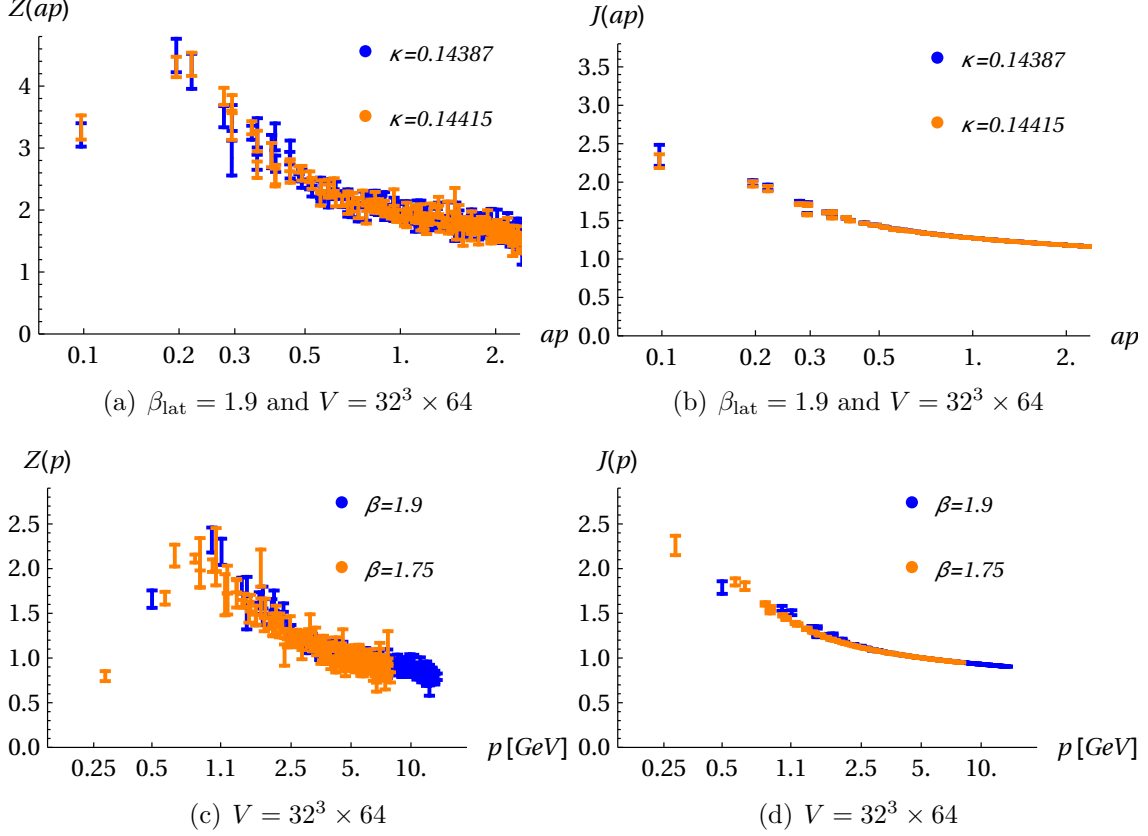 Z(ap)
κ=0.14387
κ=0.14415
4
3
2
1
0
0.1 0.2 0.3 0.5 1. 2.
ap
(a) β_lat = 1.9 and V = 32³ × 64
J(ap)
κ=0.14387
κ=0.14415
3.5
3.0
2.5
2.0
1.5
1.0
0.5
0.0
0.1 0.2 0.3 0.5 1. 2.
ap
(b) β_lat = 1.9 and V = 32³ × 64
Z(p)
β=1.9
β=1.75
2.5
2.0
1.5
1.0
0.5
0.0
0.25 0.5 1.1 2.5 5. 10.
p [GeV]
(c) V = 32³ × 64
J(p)
β=1.9
β=1.75
2.5
2.0
1.5
1.0
0.5
0.0
0.25 0.5 1.1 2.5 5. 10.
p [GeV]
(d) V = 32³ × 64